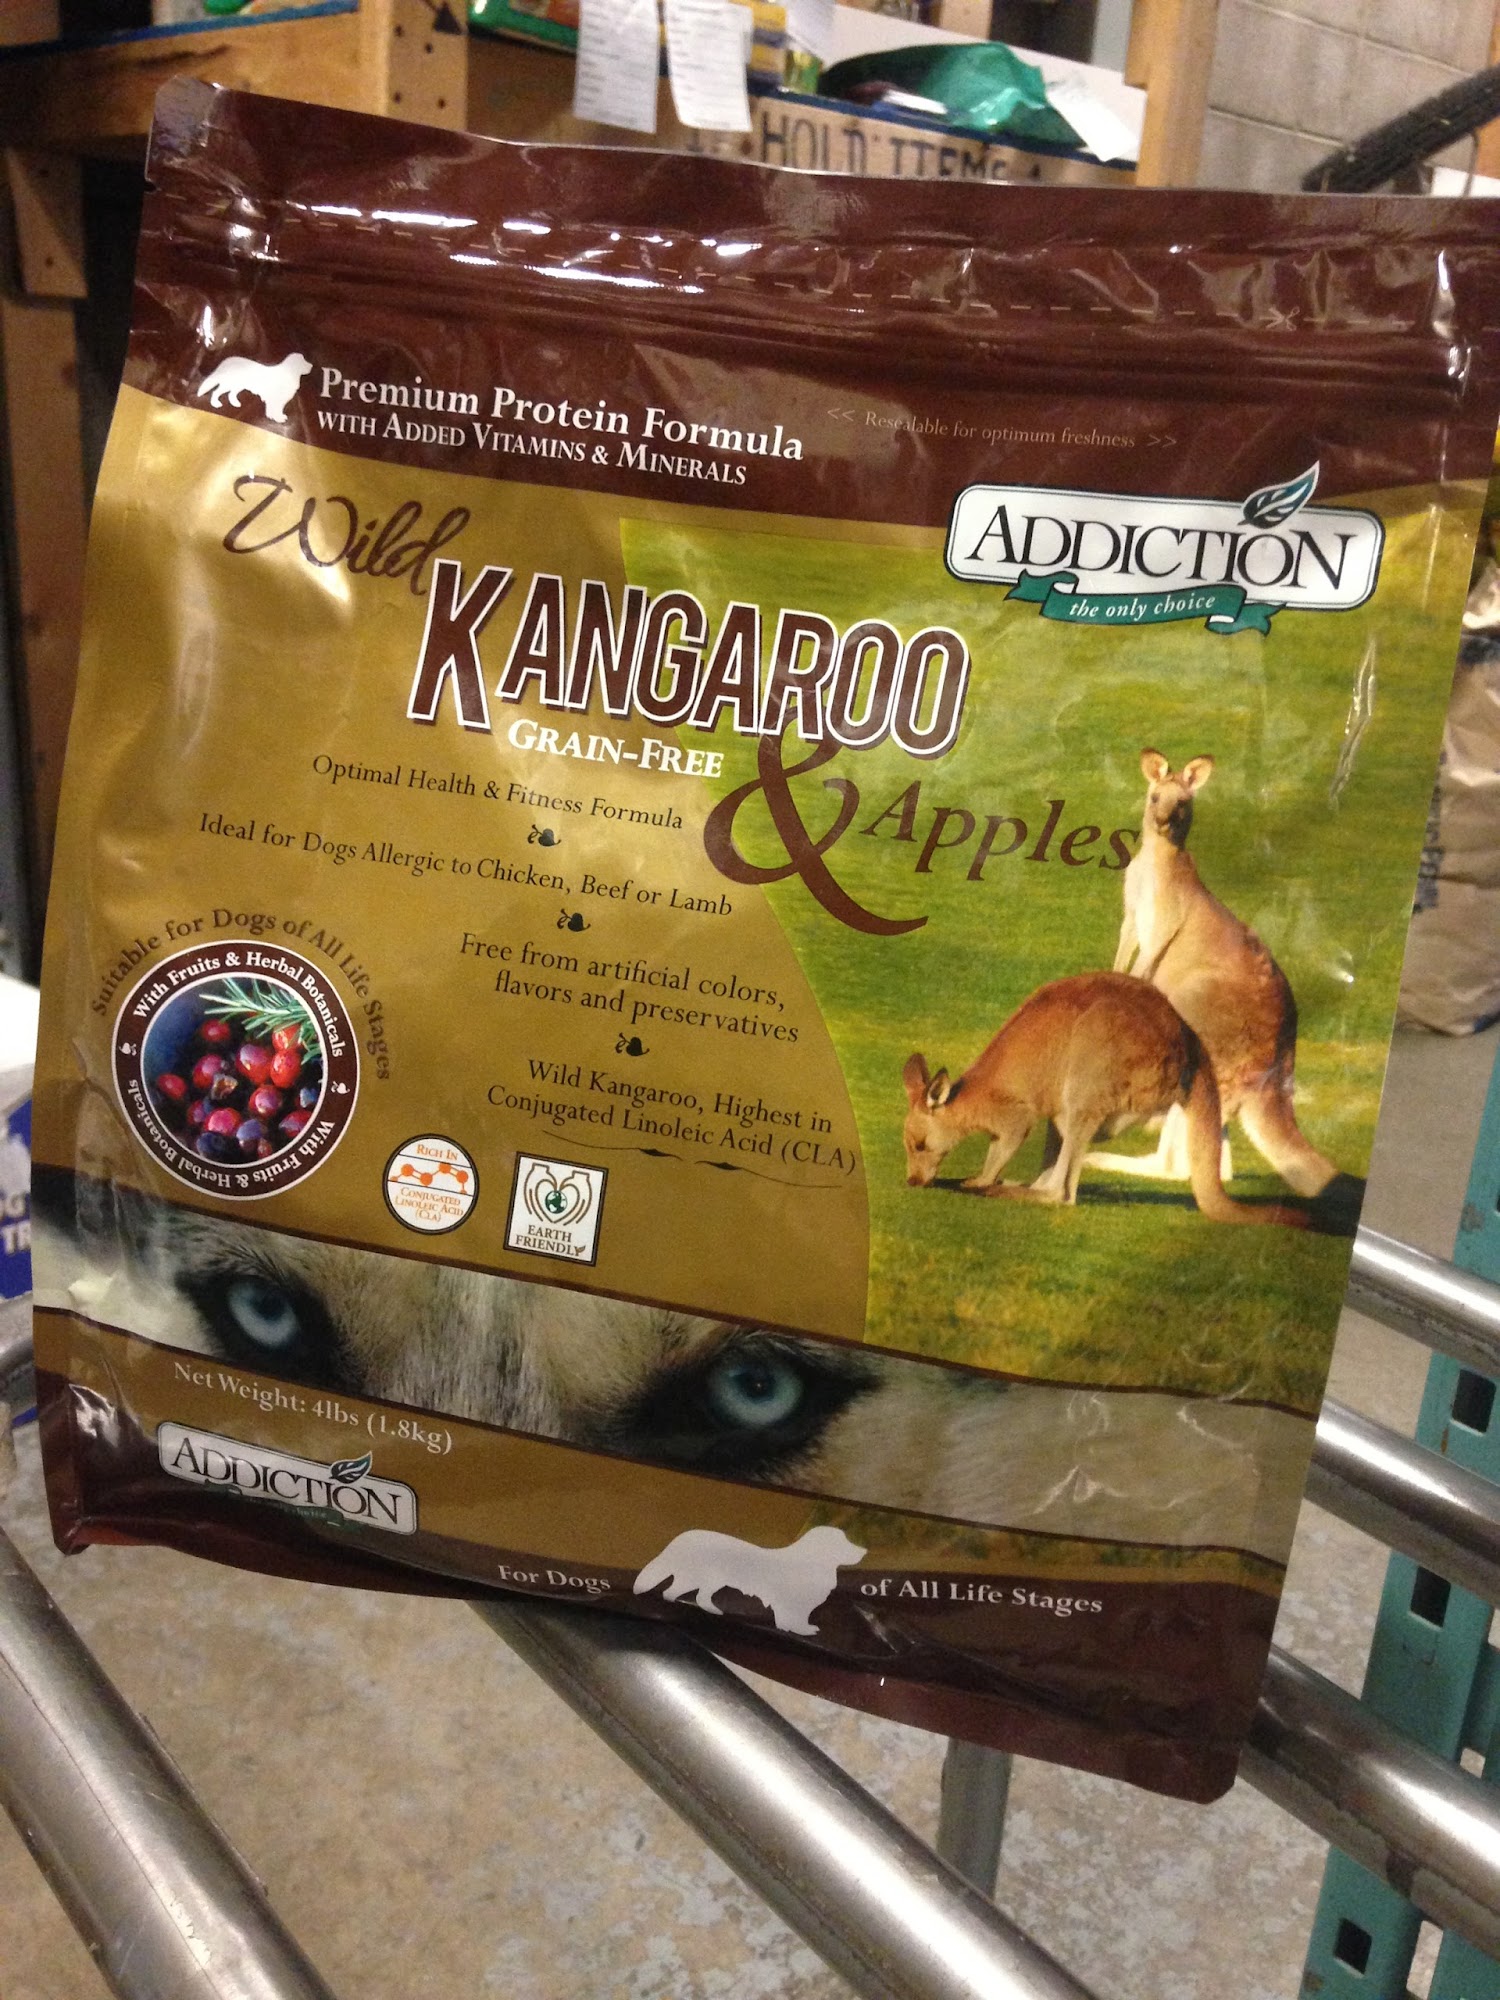 HOLD ITEMS
Premium Protein Formula
WITH ADDED VITAMINS & MINERALS
<< Resealable for optimum freshness >>
ADDICTION
the only choice
Wild
KANGAROO
GRAIN-FREE
& Apples
Optimal Health & Fitness Formula
Ideal for Dogs Allergic to Chicken, Beef or Lamb
Free from artificial colors,
flavors and preservatives
Wild Kangaroo, Highest in
Conjugated Linoleic Acid (CLA)
Suitable for Dogs of All Life Stages
With Fruits & Herbal Botanicals
With Fruits & Herbal Botanicals
RICH IN
CONJUGATED
LINOLEIC ACID
(CLA)
EARTH
FRIENDLY
Net Weight: 4lbs (1.8kg)
ADDICTION
For Dogs of All Life Stages